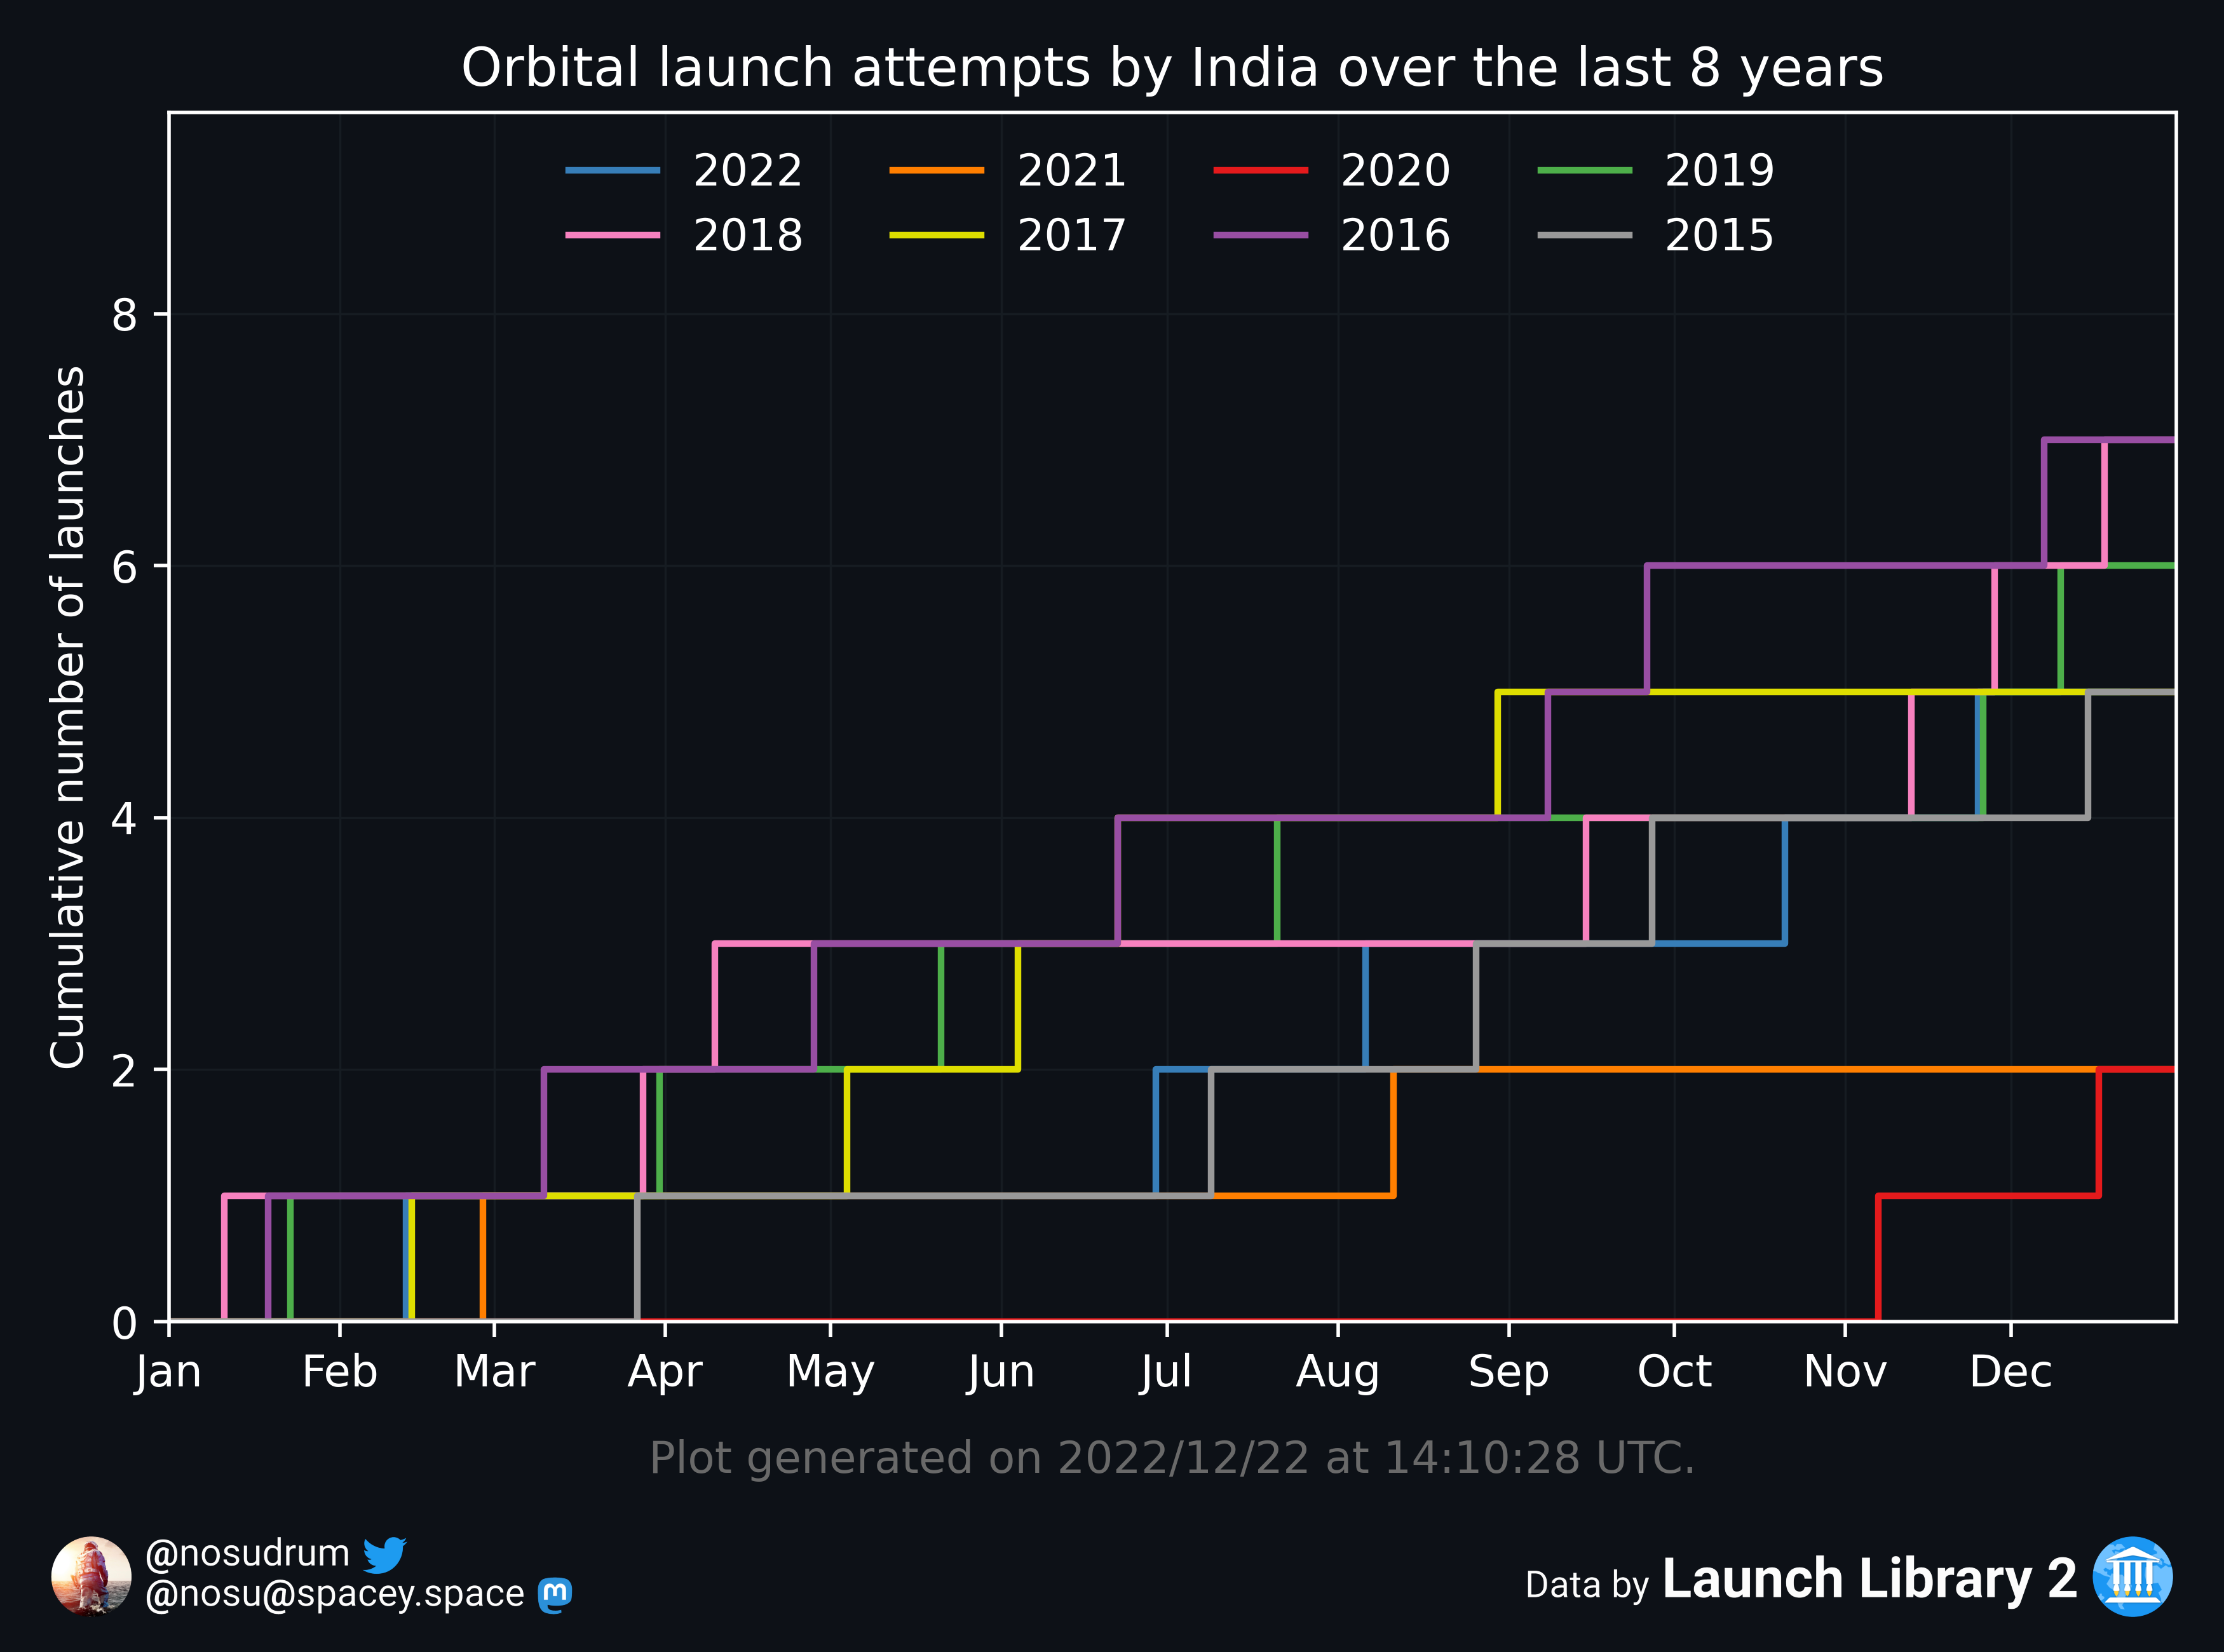 Orbital launch attempts by India over the last 8 years
2022 2021 2020 2019
2018 2017 2016 2015
Cumulative number of launches
8
6
4
2
0
Jan Feb Mar Apr May Jun Jul Aug Sep Oct Nov Dec
Plot generated on 2022/12/22 at 14:10:28 UTC.
@nosudrum
@nosu@spacey.space
Data by Launch Library 2